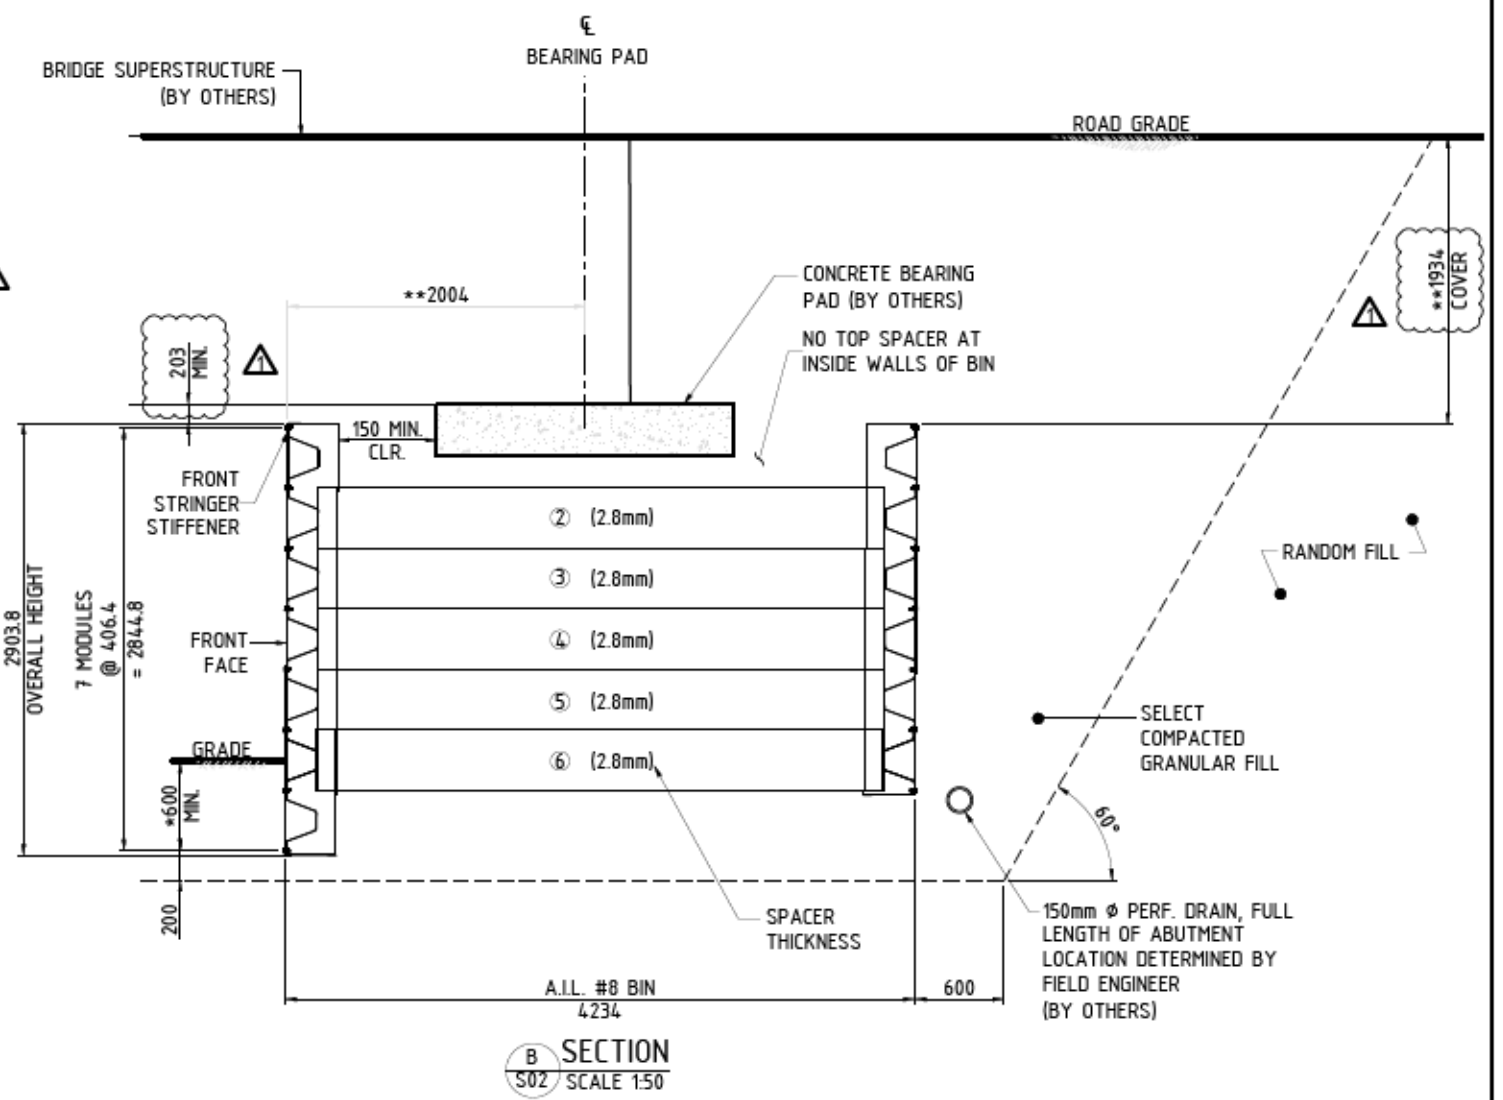 ℄
BEARING PAD
BRIDGE SUPERSTRUCTURE
(BY OTHERS)
ROAD GRADE
**2004
CONCRETE BEARING
PAD (BY OTHERS)
NO TOP SPACER AT
INSIDE WALLS OF BIN
**1934
COVER
1
203
MIN.
1
150 MIN.
CLR.
FRONT
STRINGER
STIFFENER
② (2.8mm)
③ (2.8mm)
④ (2.8mm)
⑤ (2.8mm)
⑥ (2.8mm)
RANDOM FILL
2903.8
OVERALL HEIGHT
7 MODULES
@ 406.4
= 2844.8
FRONT
FACE
GRADE
*600
MIN.
200
SELECT
COMPACTED
GRANULAR FILL
60°
SPACER
THICKNESS
150mm Ø PERF. DRAIN, FULL
LENGTH OF ABUTMENT
LOCATION DETERMINED BY
FIELD ENGINEER
(BY OTHERS)
A.I.L. #8 BIN
4234
600
B
S02
SECTION
SCALE 1:50